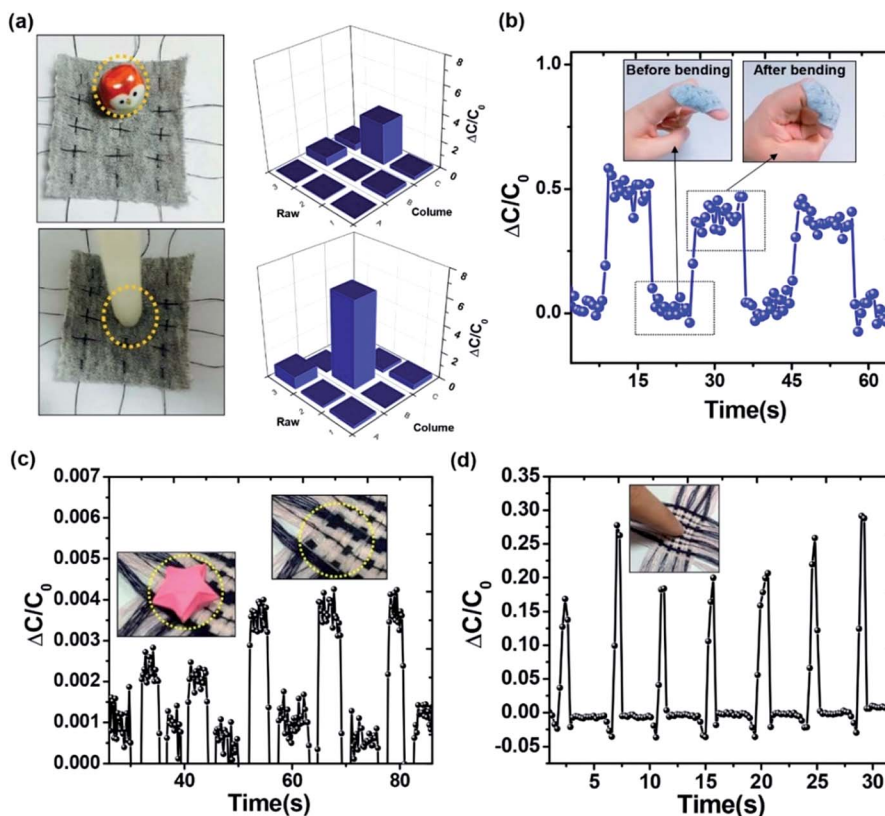 (a)
8
6
4
2
0
ΔC/C0
3
2
1
Raw
A
B
C
Colume
8
6
4
2
0
ΔC/C0
3
2
1
Raw
A
B
C
Colume
(b)
Before bending
After bending
1.0
0.5
0.0
ΔC/C0
15 30 45 60
Time(s)
(c)
0.007
0.006
0.005
0.004
0.003
0.002
0.001
0.000
ΔC/C0
40 60 80
Time(s)
(d)
0.35
0.30
0.25
0.20
0.15
0.10
0.05
0.00
-0.05
ΔC/C0
5 10 15 20 25 30
Time(s)